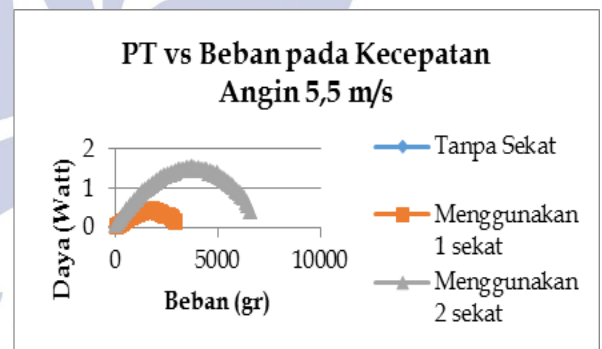 PT vs Beban pada Kecepatan
Angin 5,5 m/s
Daya (Watt)
2
1
0
0
5000
10000
Beban (gr)
Tanpa Sekat
Menggunakan
1 sekat
Menggunakan
2 sekat